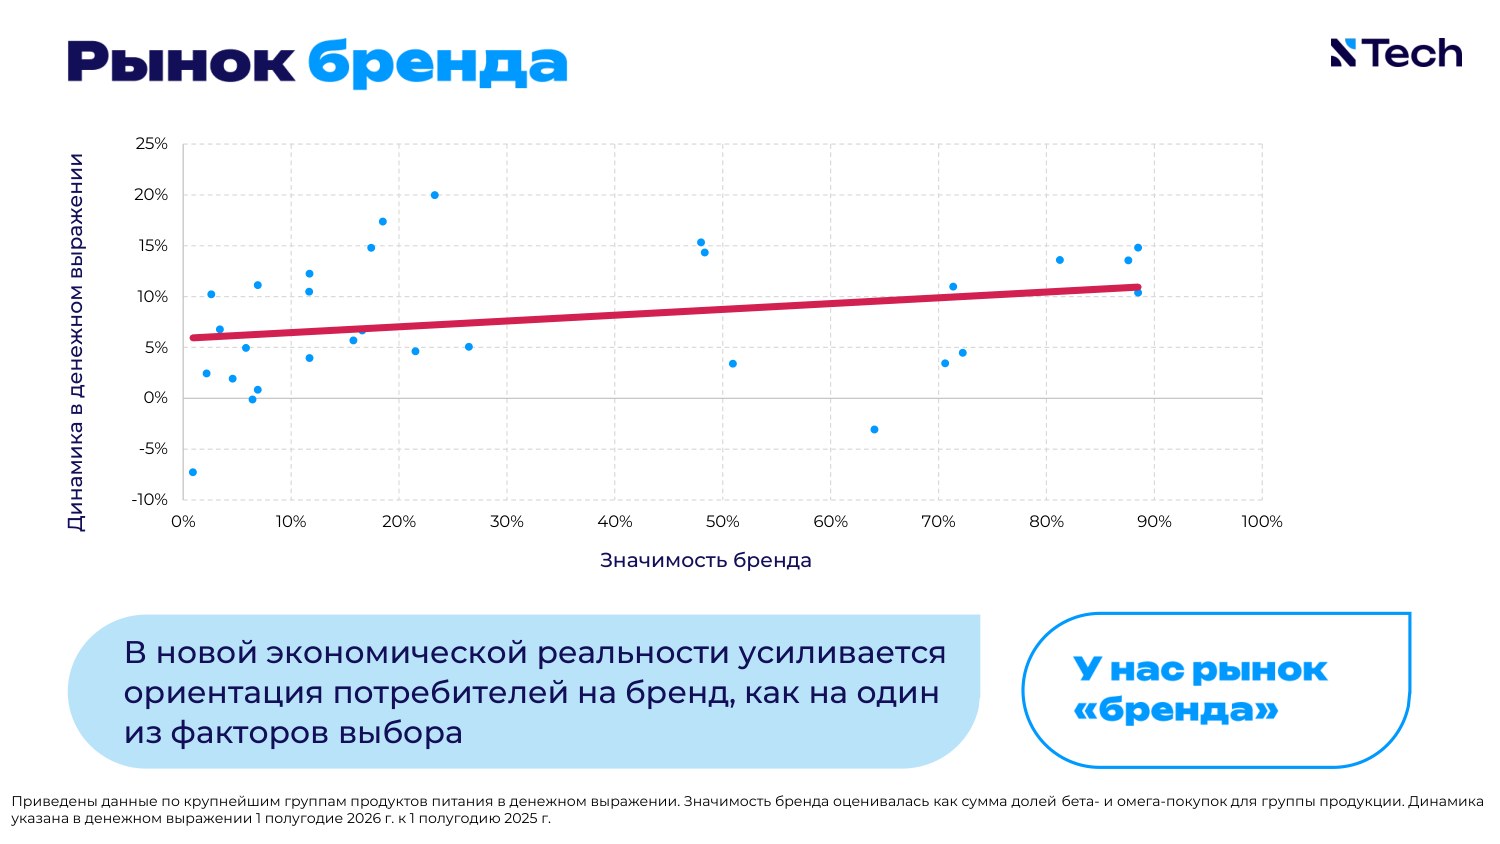 Рынок бренда
Tech
Динамика в денежном выражении
25%
20%
15%
10%
5%
0%
-5%
-10%
0% 10% 20% 30% 40% 50% 60% 70% 80% 90% 100%
Значимость бренда
В новой экономической реальности усиливается
ориентация потребителей на бренд, как на один
из факторов выбора
У нас рынок
«бренда»
Приведены данные по крупнейшим группам продуктов питания в денежном выражении. Значимость бренда оценивалась как сумма долей бета- и омега-покупок для группы продукции. Динамика
указана в денежном выражении 1 полугодие 2026 г. к 1 полугодию 2025 г.